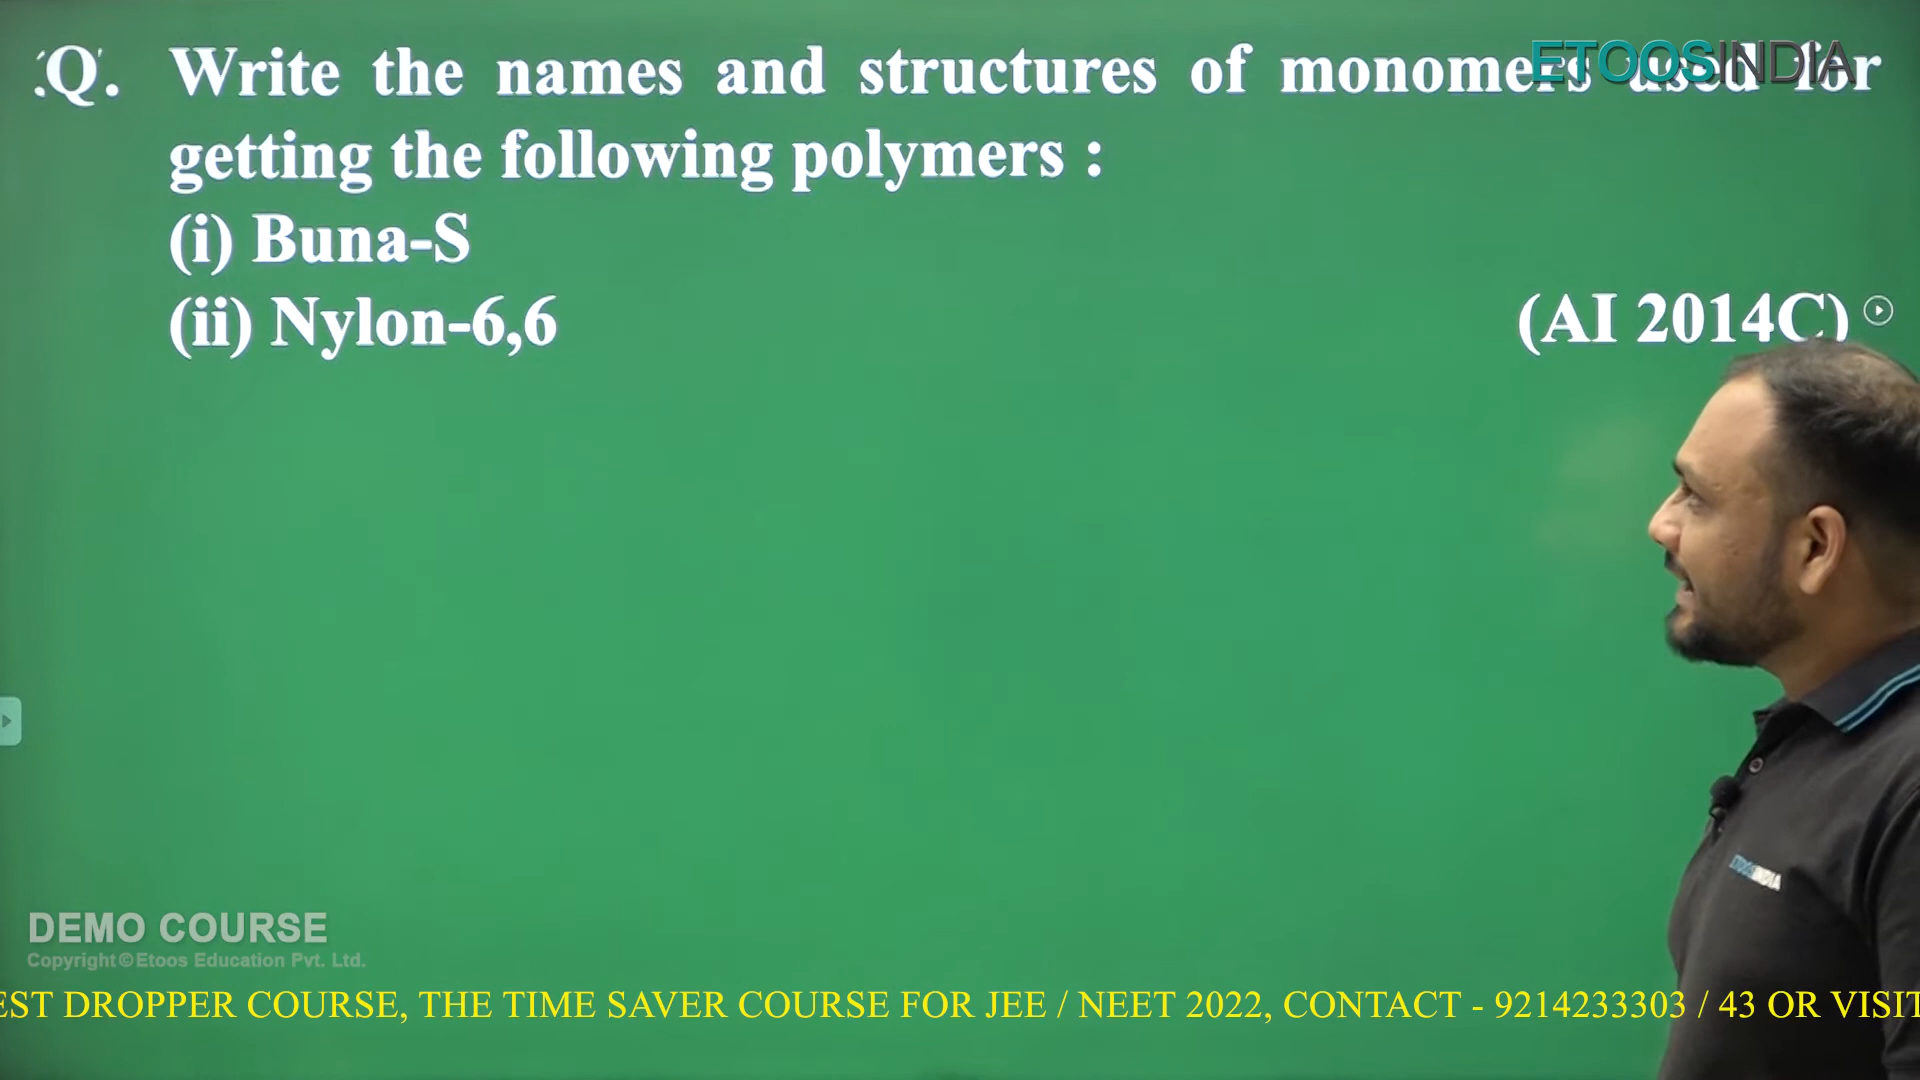 Q. Write the names and structures of monomers used for
ETOOSINDIA
getting the following polymers :
(i) Buna-S
(ii) Nylon-6,6
(AI 2014C)
ETOOSINDIA
DEMO COURSE
Copyright©Etoos Education Pvt. Ltd.
EST DROPPER COURSE, THE TIME SAVER COURSE FOR JEE / NEET 2022, CONTACT - 9214233303 / 43 OR VISIT